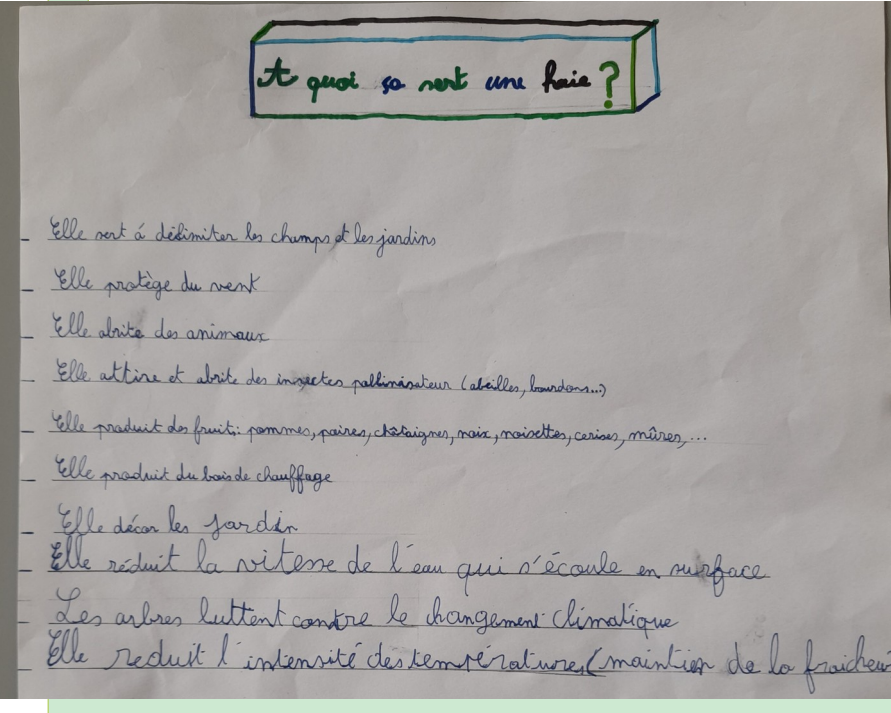 A quoi ça sert une haie ?
- Elle sert à délimiter les champs et les jardins
- Elle protège du vent
- Elle abrite des animaux
- Elle attire et abrite des insectes pollinisateur (abeilles, bourdons...)
- Elle produit des fruits : pommes, poires, châtaignes, noix, noisettes, cerises, mûres, ...
- Elle produit du bois de chauffage
- Elle décor les jardin
- Elle réduit la vitesse de l'eau qui s'écoule en surface
- Les arbres luttent contre le changement climatique
- Elle reduit l'intensité des températures (maintien de la fraicheur